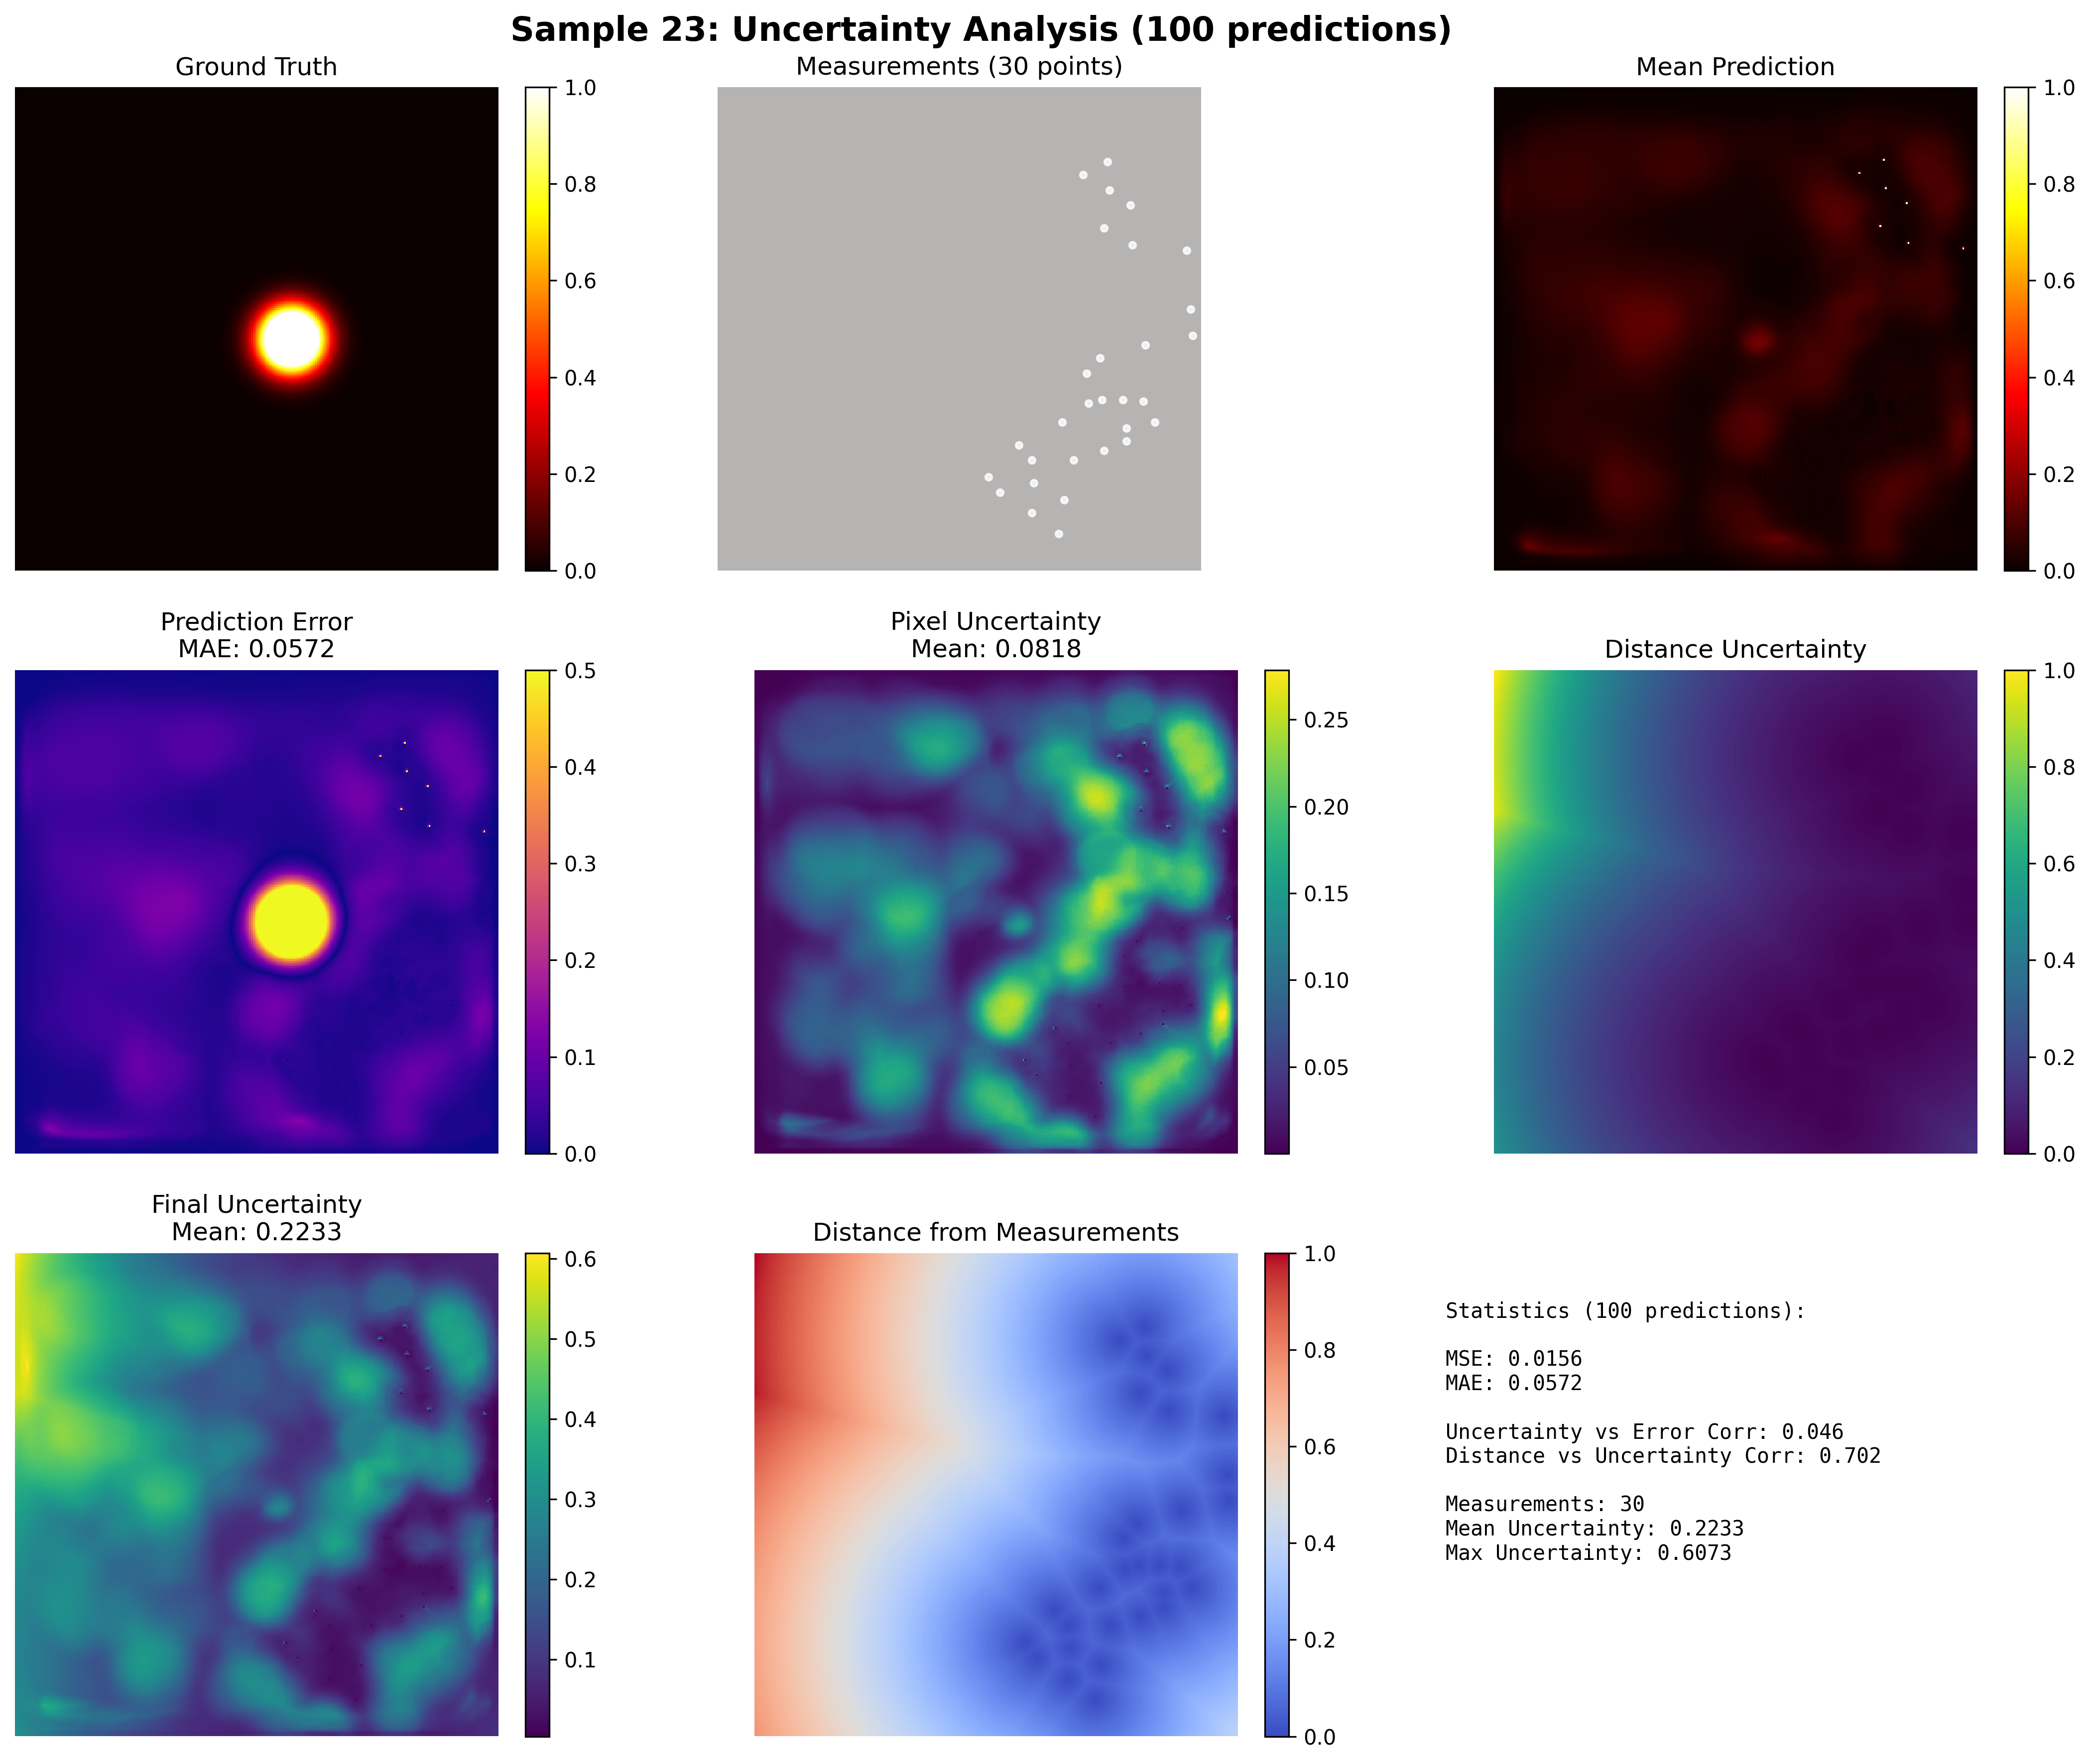 Sample 23: Uncertainty Analysis (100 predictions)
Ground Truth
1.0
0.8
0.6
0.4
0.2
0.0
Measurements (30 points)
Mean Prediction
1.0
0.8
0.6
0.4
0.2
0.0
Prediction Error
MAE: 0.0572
0.5
0.4
0.3
0.2
0.1
0.0
Pixel Uncertainty
Mean: 0.0818
0.25
0.20
0.15
0.10
0.05
Distance Uncertainty
1.0
0.8
0.6
0.4
0.2
0.0
Final Uncertainty
Mean: 0.2233
0.6
0.5
0.4
0.3
0.2
0.1
Distance from Measurements
1.0
0.8
0.6
0.4
0.2
0.0
Statistics (100 predictions):
MSE: 0.0156
MAE: 0.0572
Uncertainty vs Error Corr: 0.046
Distance vs Uncertainty Corr: 0.702
Measurements: 30
Mean Uncertainty: 0.2233
Max Uncertainty: 0.6073